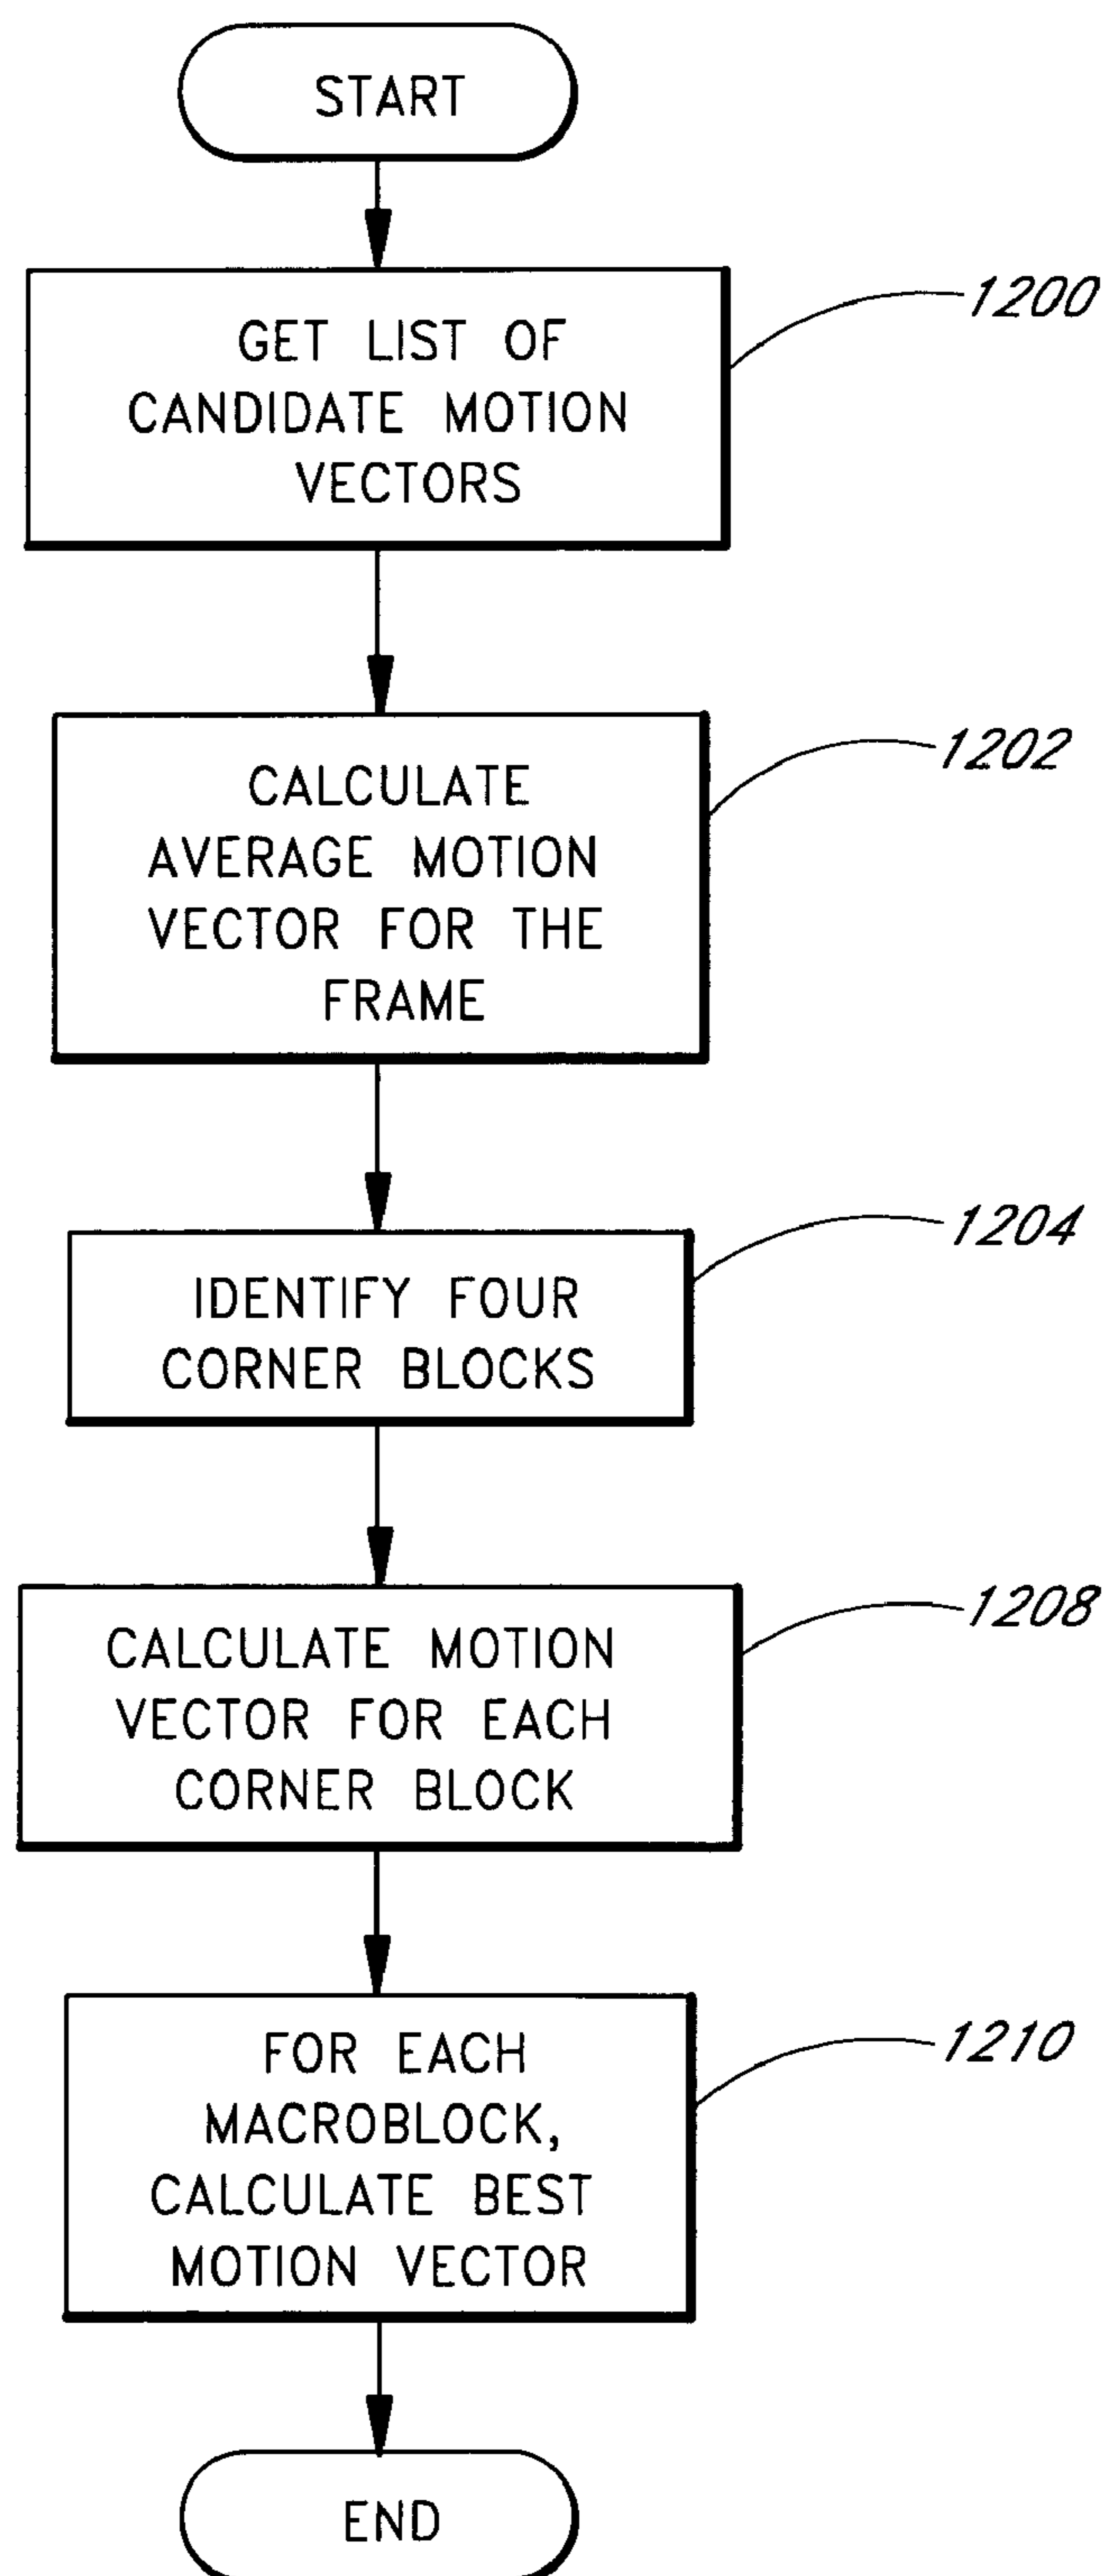 START
GET LIST OF
CANDIDATE MOTION
VECTORS
1200
CALCULATE
AVERAGE MOTION
VECTOR FOR THE
FRAME
1202
IDENTIFY FOUR
CORNER BLOCKS
1204
CALCULATE MOTION
VECTOR FOR EACH
CORNER BLOCK
1208
FOR EACH
MACROBLOCK,
CALCULATE BEST
MOTION VECTOR
1210
END